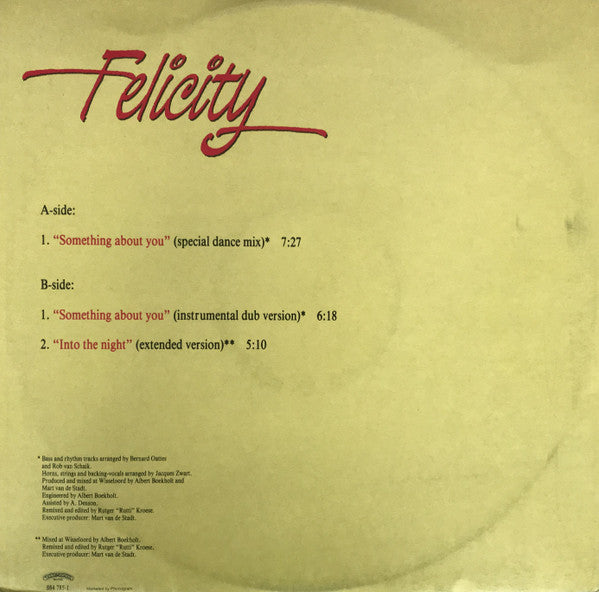 Felicity
A-side:
1. “Something about you” (special dance mix)* 7:27
B-side:
1. “Something about you” (instrumental dub version)* 6:18
2. “Into the night” (extended version)** 5:10
* Bass and rhythm tracks arranged by Bernard Oattes
and Rob van Schaik.
Horns, strings and backing-vocals arranged by Jacques Zwart.
Produced and mixed at Wisseloord by Albert Boekholt and
Mart van de Stadt.
Engineered by Albert Boekholt.
Assisted by A. Denson.
Remixed and edited by Rutger “Rutti” Kroese.
Executive producer: Mart van de Stadt.
** Mixed at Wisseloord by Albert Boekholt.
Remixed and edited by Rutger “Rutti” Kroese.
Executive producer: Mart van de Stadt.
884 785-1
Marketed by Phonogram